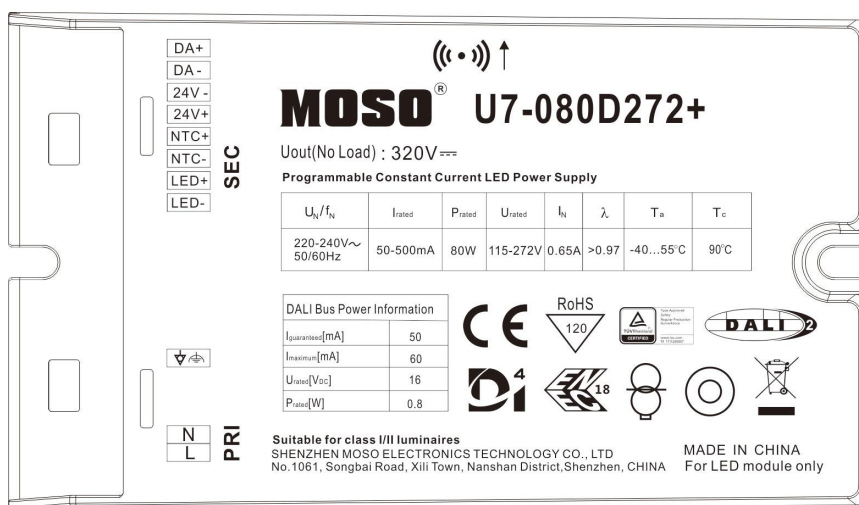 DA+
DA -
24V -
24V+
NTC+
NTC-
LED+
LED-
SEC
MOSO® U7-080D272+
Uout(No Load) : 320V⎓
Programmable Constant Current LED Power Supply
UN/fN Irated Prated Urated IN λ Ta Tc
220-240V～ 50-500mA 80W 115-272V 0.65A >0.97 -40...55°C 90°C
50/60Hz
DALI Bus Power Information
Iguaranteed[mA] 50
Imaximum[mA] 60
Urated[VDC] 16
Prated[W] 0.8
CE
RoHS
120
TÜVRheinland
CERTIFIED
DALI 2
Di4
ENEC 18
N
L
PRI
Suitable for class I/II luminaires
SHENZHEN MOSO ELECTRONICS TECHNOLOGY CO., LTD
No.1061, Songbai Road, Xili Town, Nanshan District,Shenzhen, CHINA
MADE IN CHINA
For LED module only